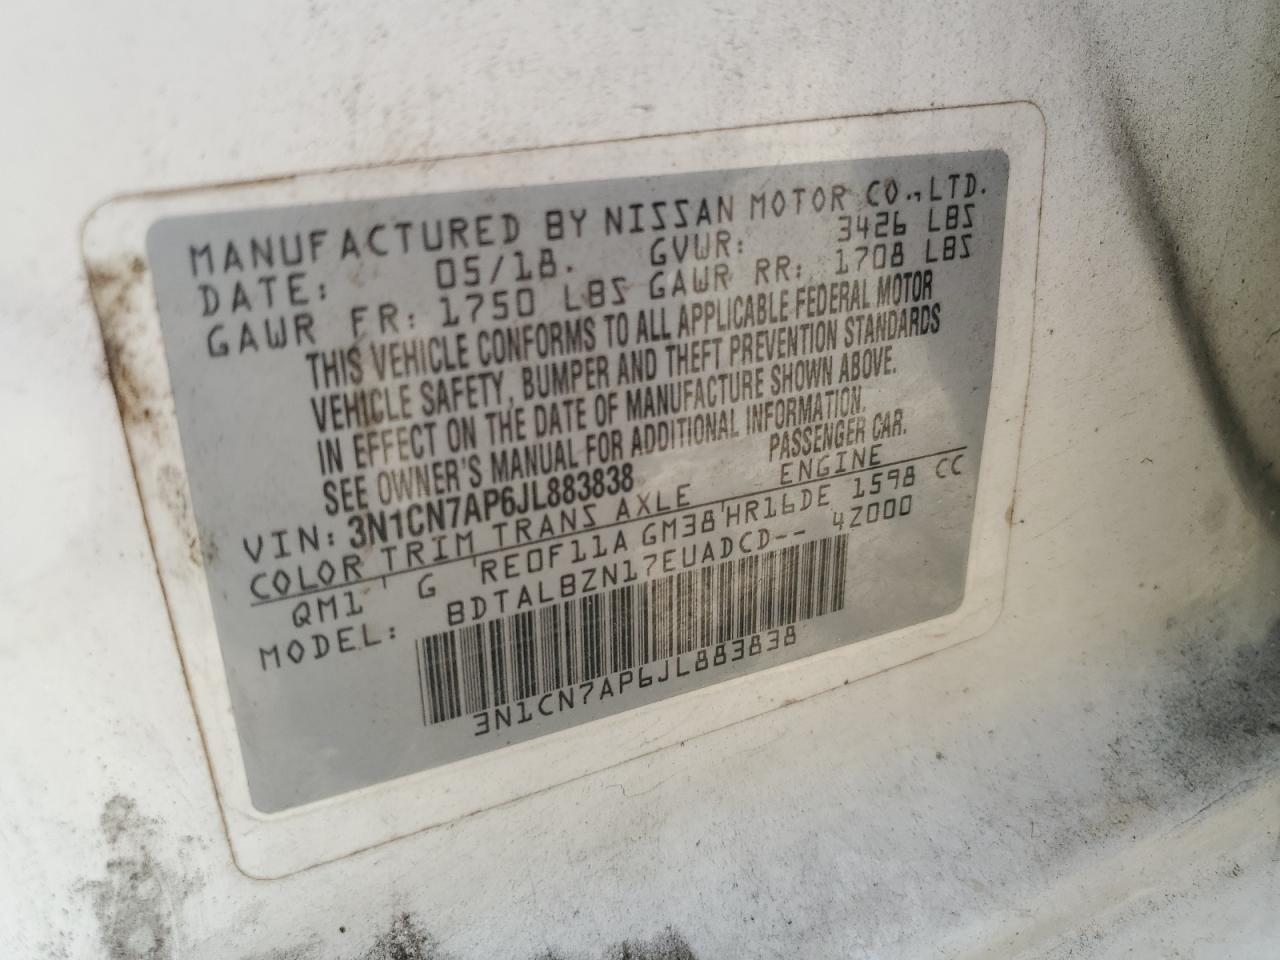 MANUFACTURED BY NISSAN MOTOR CO.,LTD.
DATE: 05/18. GVWR: 3426 LBS
GAWR FR: 1750 LBS GAWR RR: 1708 LBS
THIS VEHICLE CONFORMS TO ALL APPLICABLE FEDERAL MOTOR
VEHICLE SAFETY, BUMPER AND THEFT PREVENTION STANDARDS
IN EFFECT ON THE DATE OF MANUFACTURE SHOWN ABOVE.
SEE OWNER'S MANUAL FOR ADDITIONAL INFORMATION.
PASSENGER CAR.
VIN: 3N1CN7AP6JL883838
COLOR TRIM TRANS AXLE ENGINE
QM1 G RE0F11A GM38 HR16DE 1598 CC
MODEL: BDTALBZN17EUADCD-- 4Z000
3N1CN7AP6JL883838